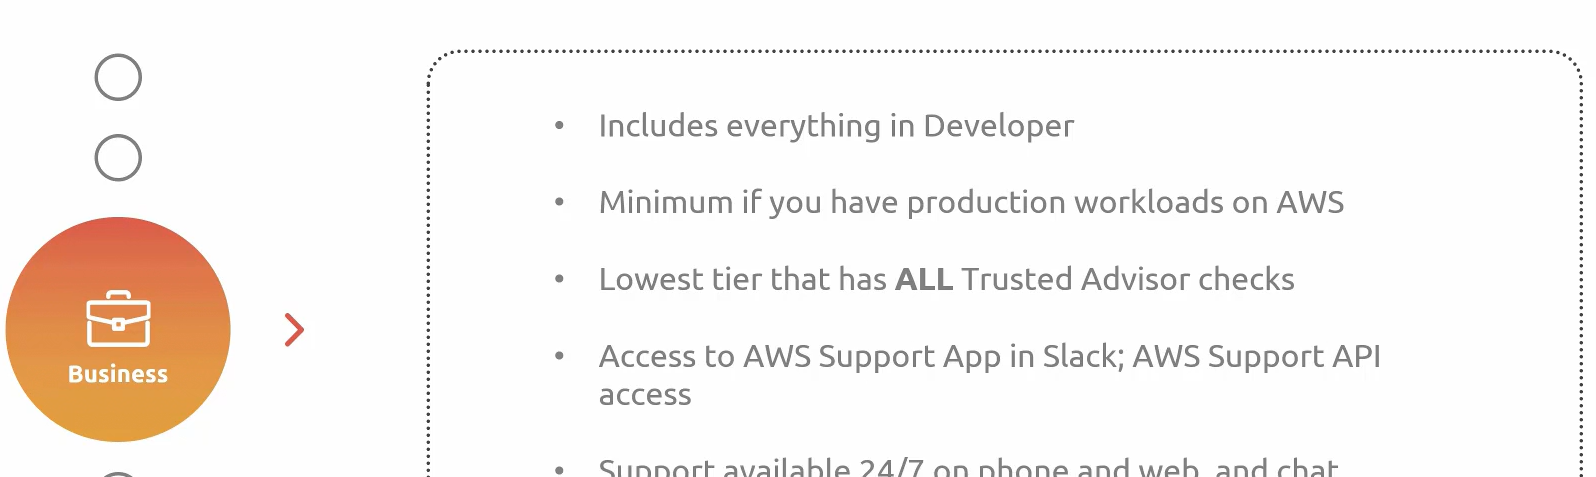 Business
• Includes everything in Developer
• Minimum if you have production workloads on AWS
• Lowest tier that has ALL Trusted Advisor checks
• Access to AWS Support App in Slack; AWS Support API
access
• Support available 24/7 on phone and web, and chat